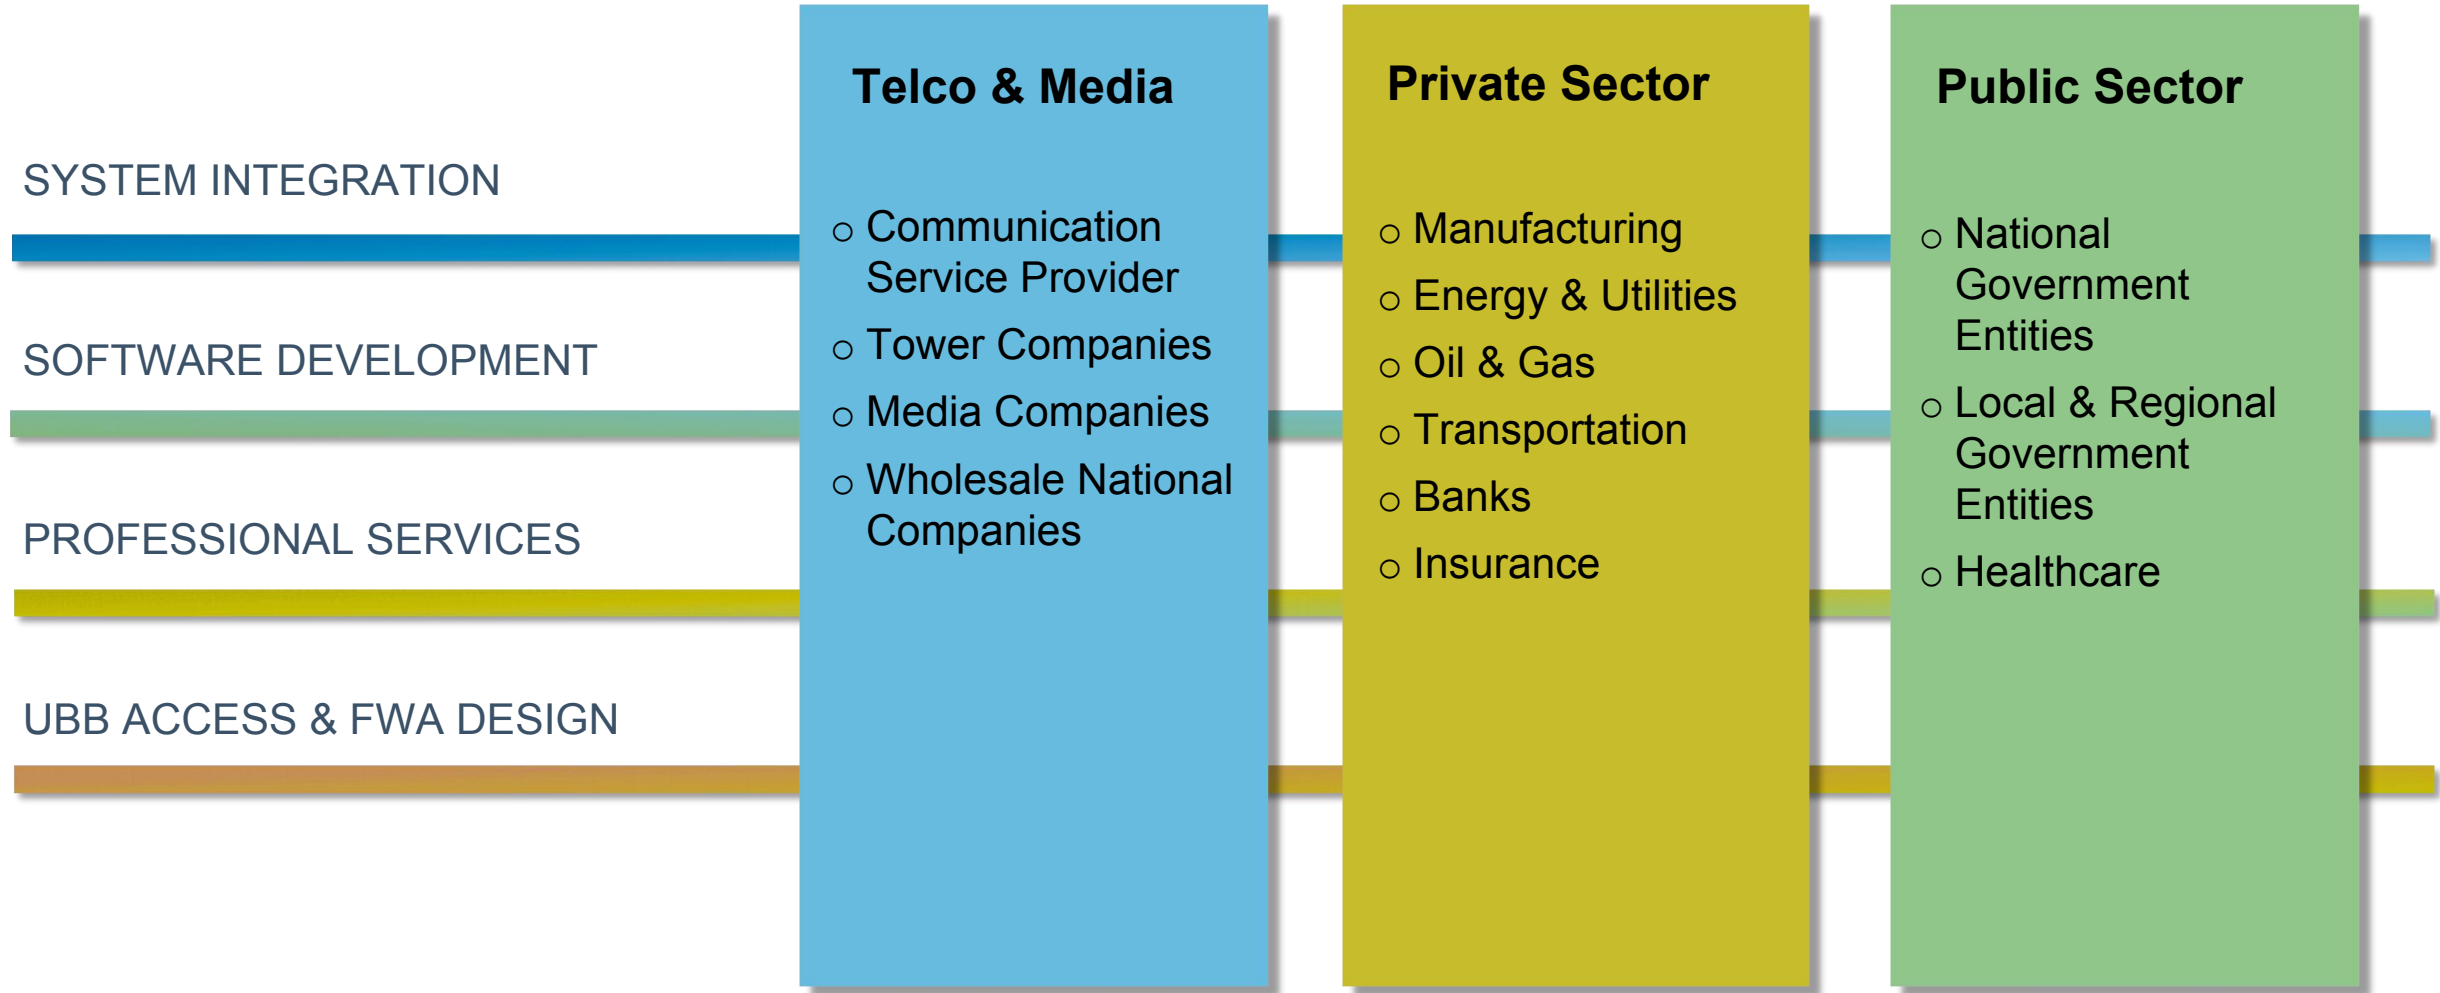 SYSTEM INTEGRATION
SOFTWARE DEVELOPMENT
PROFESSIONAL SERVICES
UBB ACCESS & FWA DESIGN
Telco & Media
○ Communication
Service Provider
○ Tower Companies
○ Media Companies
○ Wholesale National
Companies
Private Sector
○ Manufacturing
○ Energy & Utilities
○ Oil & Gas
○ Transportation
○ Banks
○ Insurance
Public Sector
○ National
Government
Entities
○ Local & Regional
Government
Entities
○ Healthcare